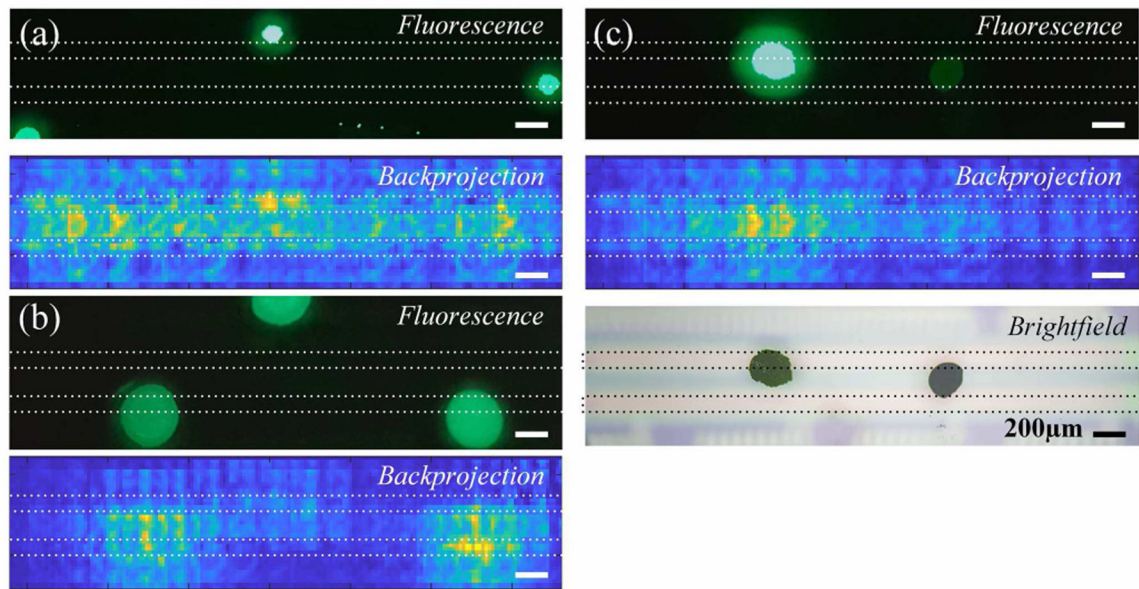 (a)
Fluorescence
Backprojection
(b)
Fluorescence
Backprojection
(c)
Fluorescence
Backprojection
Brightfield
200μm